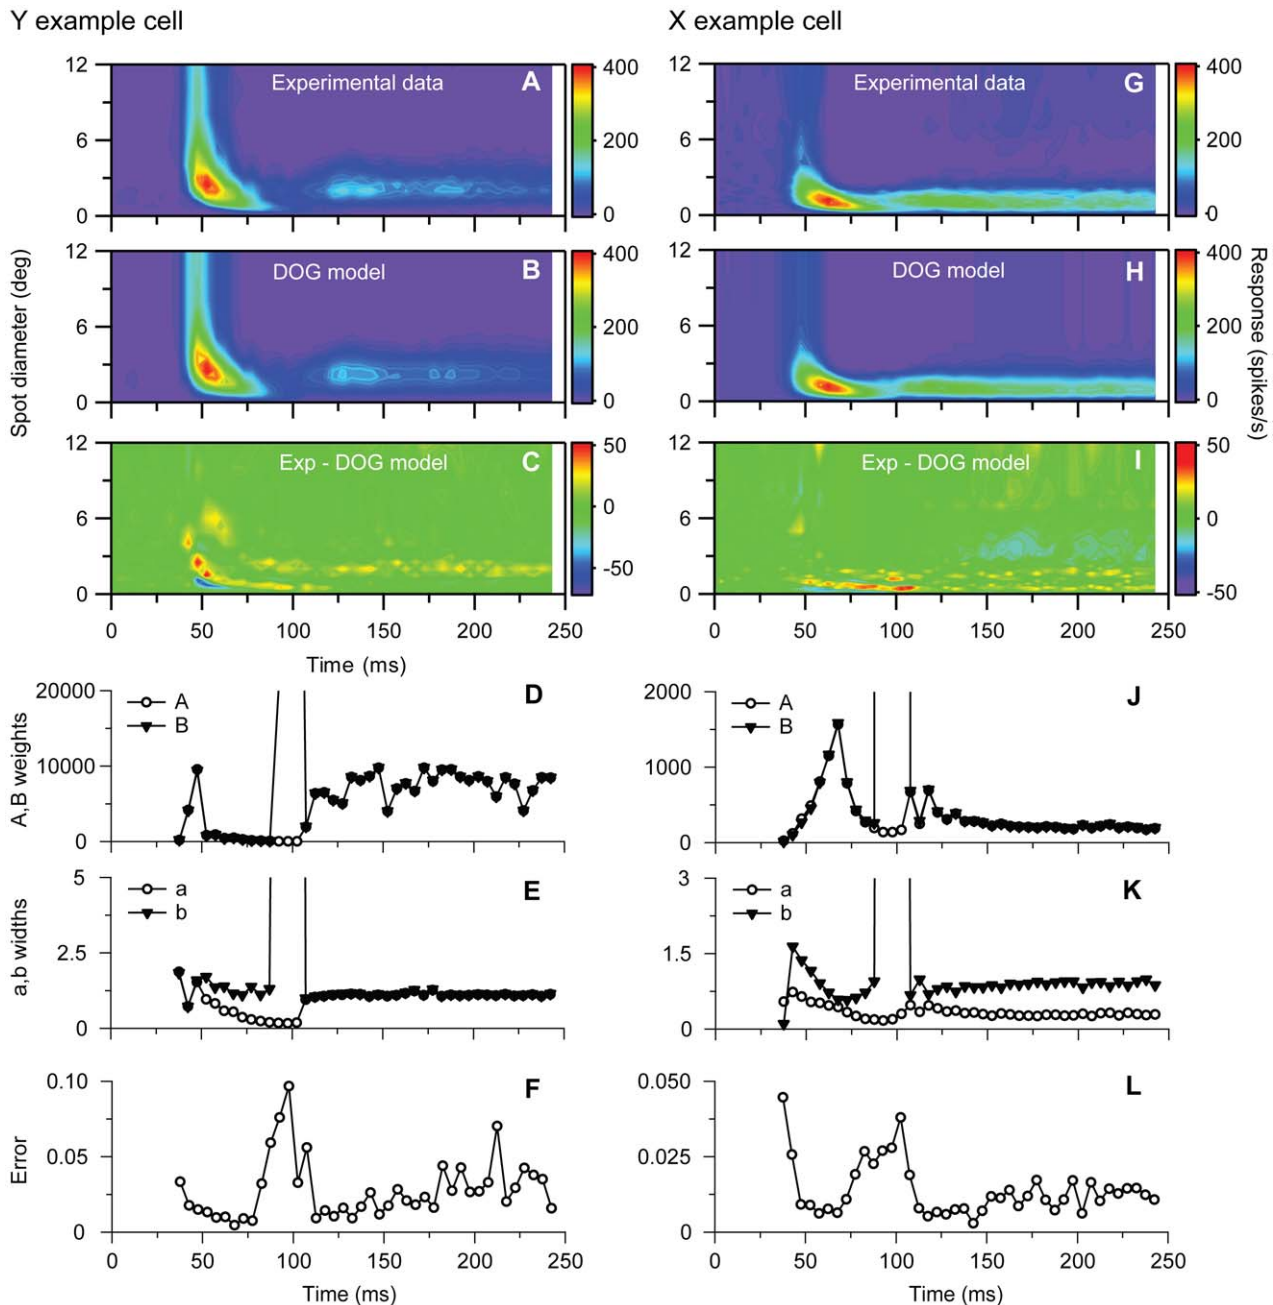 Y example cell
X example cell
Spot diameter (deg)
12
6
0
Experimental data
A
400
200
0
12
6
0
DOG model
B
400
200
0
12
6
0
Exp - DOG model
C
50
0
-50
0
50
100
150
200
250
Time (ms)
12
6
0
Experimental data
G
400
200
0
12
6
0
DOG model
H
400
200
0
Response (spikes/s)
12
6
0
Exp - DOG model
I
50
0
-50
0
50
100
150
200
250
A,B weights
20000
10000
0
A
B
D
2000
1000
0
A
B
J
a,b widths
5
2.5
0
a
b
E
3
1.5
0
a
b
K
Error
0.10
0.05
0
F
0
50
100
150
200
250
Time (ms)
0.050
0.025
0
L
0
50
100
150
200
250
Time (ms)